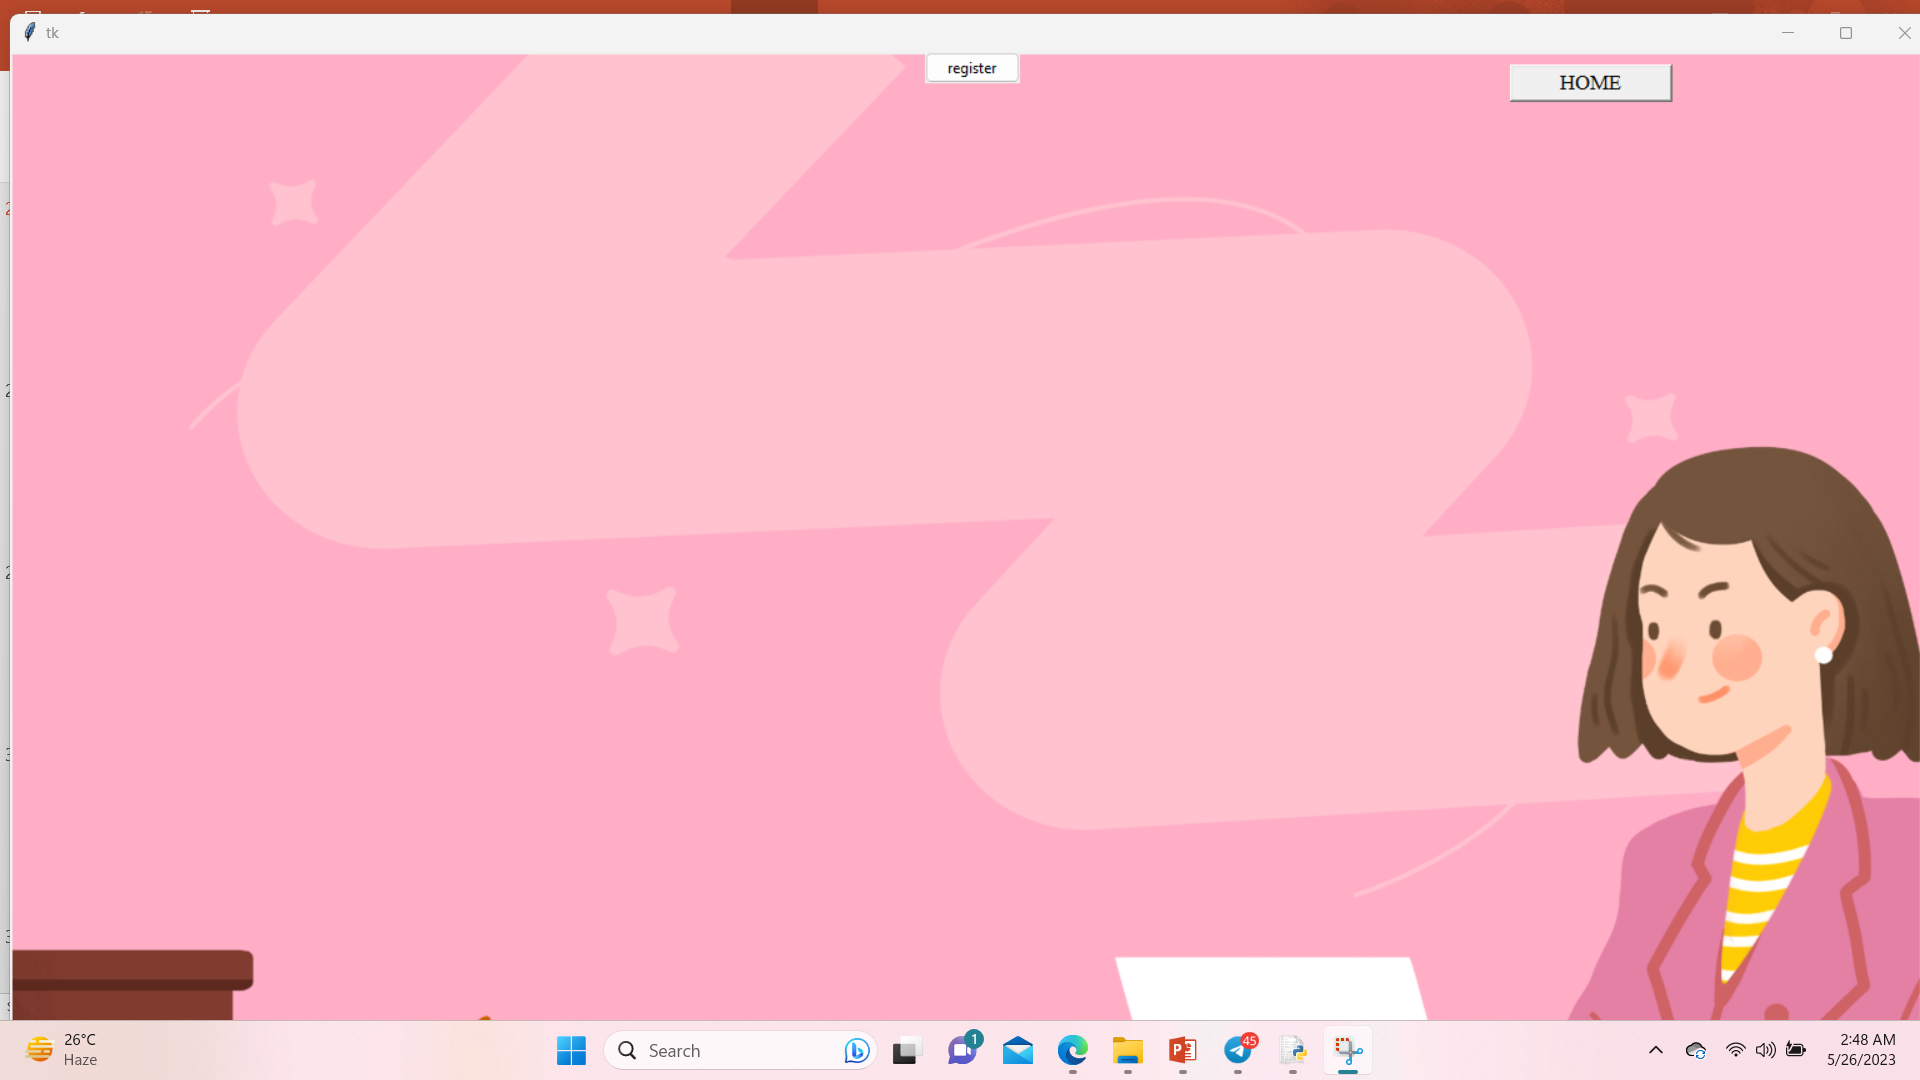 tk
register
HOME
26°C
Haze
Search
1
45
2:48 AM
5/26/2023